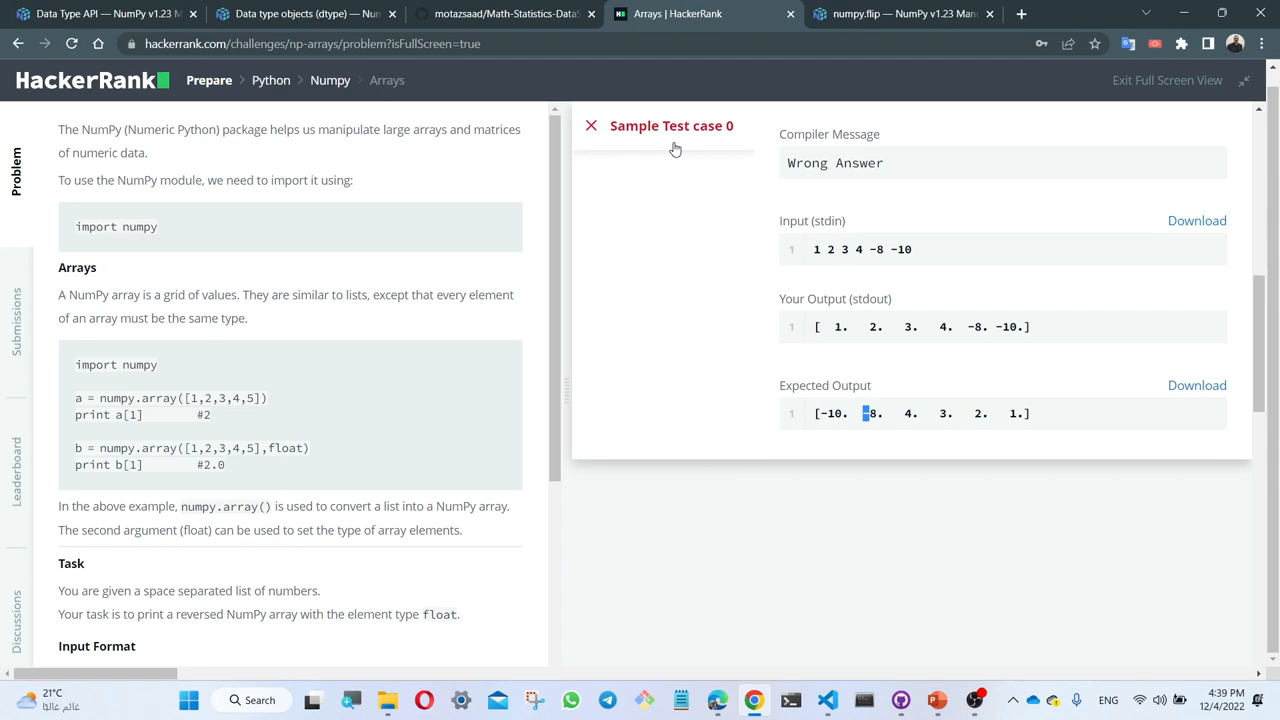 NumPy Data Type API — NumPy v1.23 M
Data type objects (dtype) — Num
motazsaad/Math-Statistics-DataS
Arrays | HackerRank
numpy.flip — NumPy v1.23 Man
hackerrank.com/challenges/np-arrays/problem?isFullScreen=true
HackerRank
Prepare > Python > Numpy > Arrays
Exit Full Screen View
Problem
Submissions
Leaderboard
Discussions
The NumPy (Numeric Python) package helps us manipulate large arrays and matrices
of numeric data.
To use the NumPy module, we need to import it using:
import numpy
Arrays
A NumPy array is a grid of values. They are similar to lists, except that every element
of an array must be the same type.
import numpy
a = numpy.array([1,2,3,4,5])
print a[1]       #2
b = numpy.array([1,2,3,4,5],float)
print b[1]       #2.0
In the above example, numpy.array() is used to convert a list into a NumPy array.
The second argument (float) can be used to set the type of array elements.
Task
You are given a space separated list of numbers.
Your task is to print a reversed NumPy array with the element type float.
Input Format
Sample Test case 0
Compiler Message
Wrong Answer
Input (stdin)
Download
1 1 2 3 4 -8 -10
Your Output (stdout)
1 [  1.   2.   3.   4.  -8. -10.]
Expected Output
Download
1 [-10.  -8.   4.   3.   2.   1.]
21°C
غائم غالبًا
Search
ENG
4:39 PM
12/4/2022